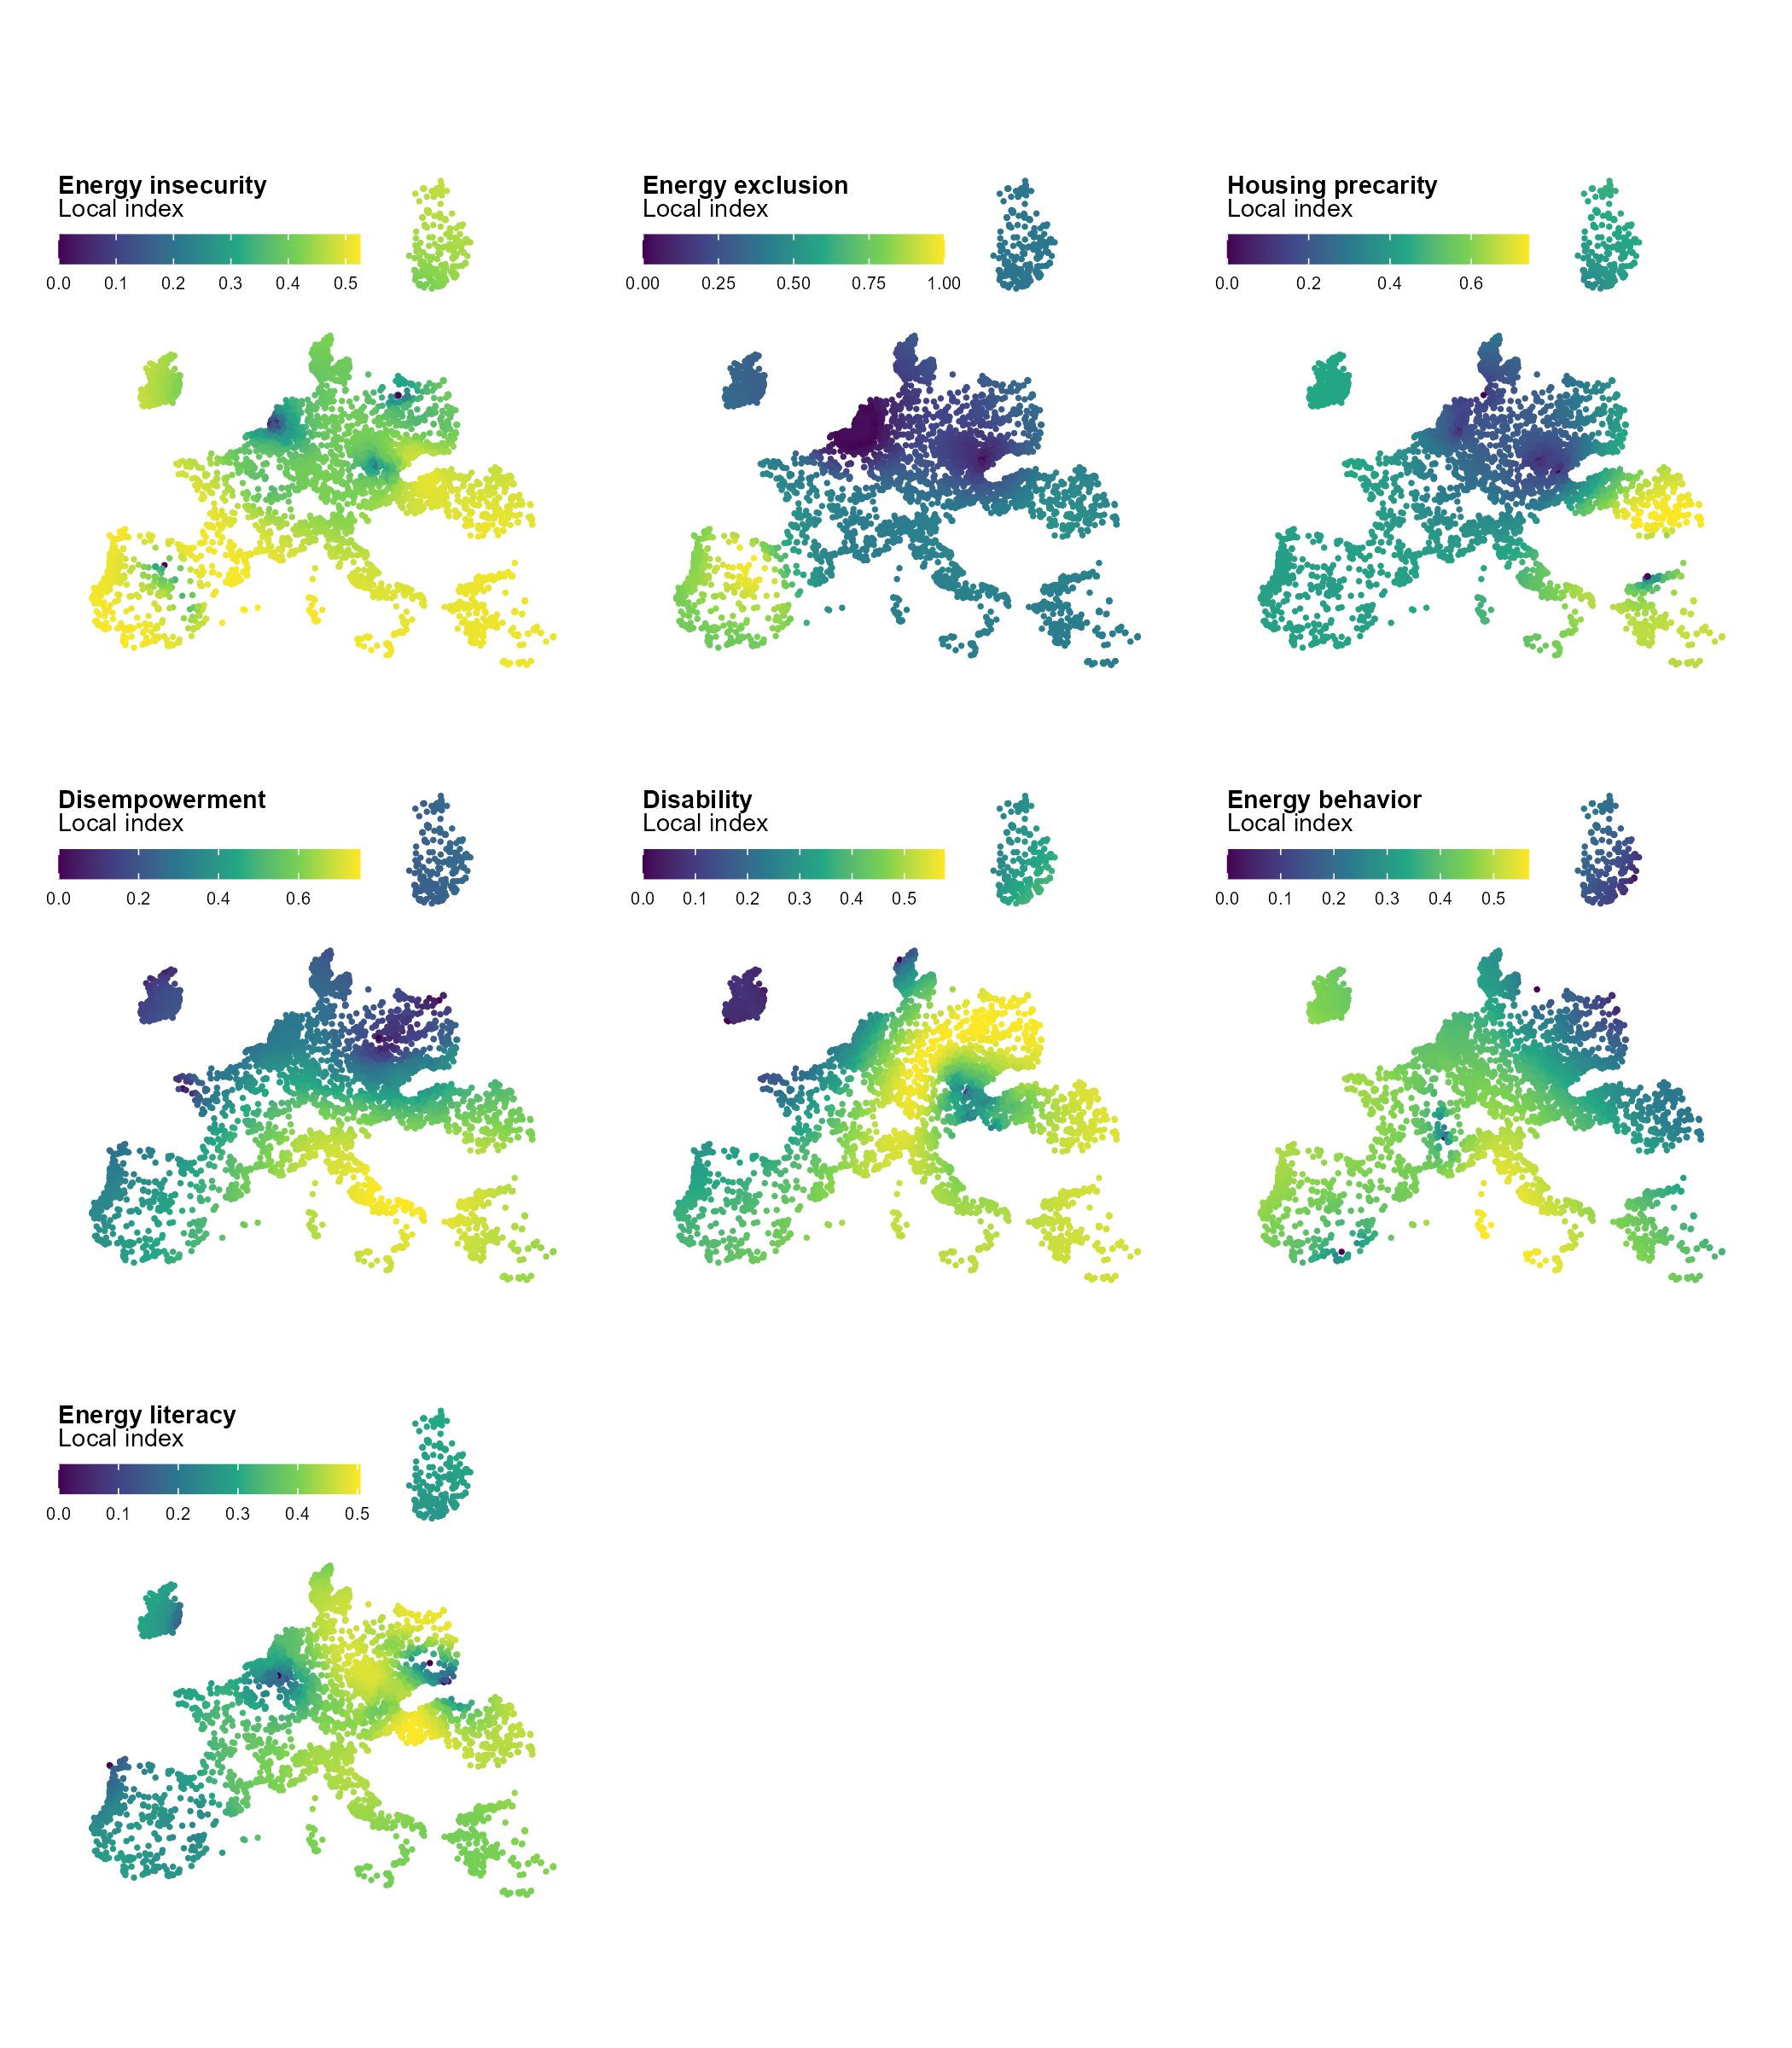 Energy insecurity
Local index
0.0 0.1 0.2 0.3 0.4 0.5
Energy exclusion
Local index
0.00 0.25 0.50 0.75 1.00
Housing precarity
Local index
0.0 0.2 0.4 0.6
Disempowerment
Local index
0.0 0.2 0.4 0.6
Disability
Local index
0.0 0.1 0.2 0.3 0.4 0.5
Energy behavior
Local index
0.0 0.1 0.2 0.3 0.4 0.5
Energy literacy
Local index
0.0 0.1 0.2 0.3 0.4 0.5